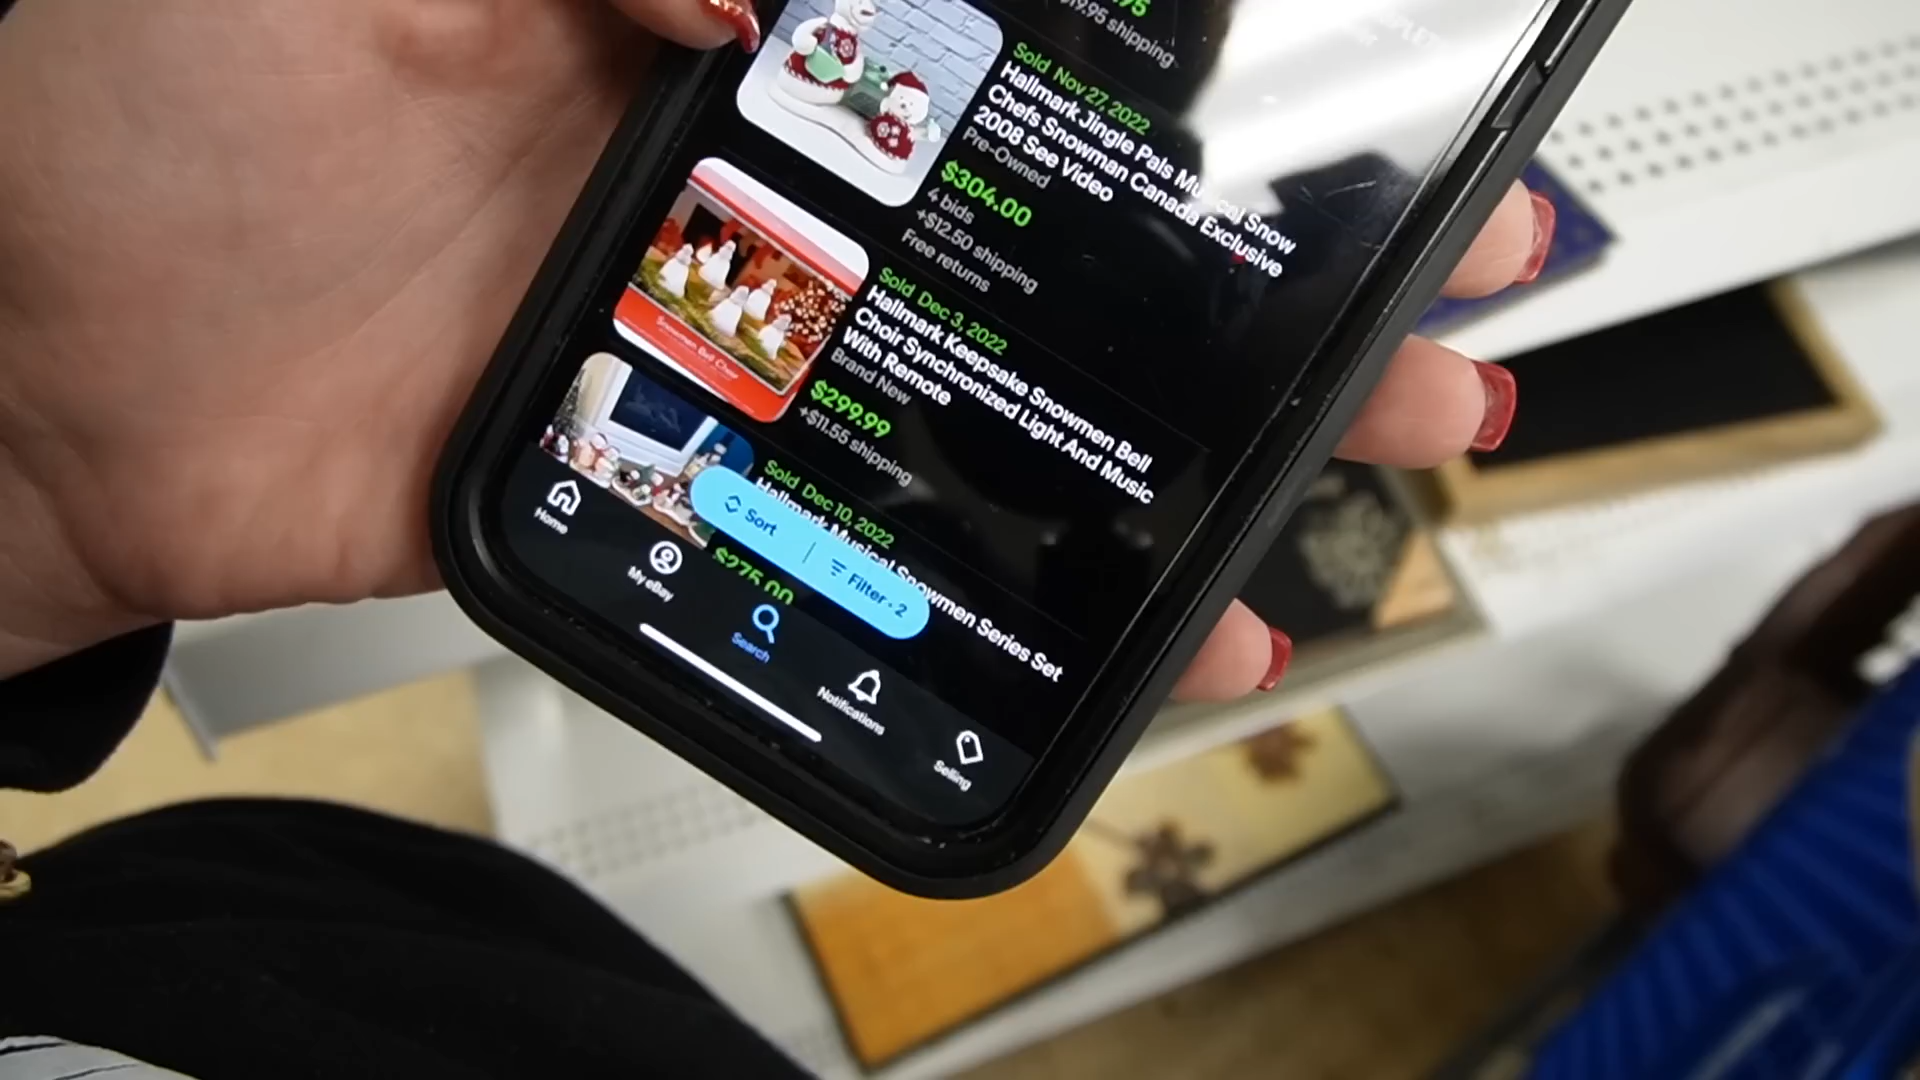 $19.95 shipping
Sold Nov 27, 2022
Hallmark Jingle Pals Musical Snow
Chefs Snowman Canada Exclusive
2008 See Video
Pre-Owned
$304.00
4 bids
+$12.50 shipping
Free returns
Sold Dec 3, 2022
Hallmark Keepsake Snowmen Bell
Choir Synchronized Light And Music
With Remote
Brand New
$299.99
+$11.55 shipping
Snowmen Bell Choir
Sold Dec 10, 2022
Hallmark Musical Snowmen Series Set
$275.00
Sort
Filter · 2
Home
My eBay
Search
Notifications
Selling